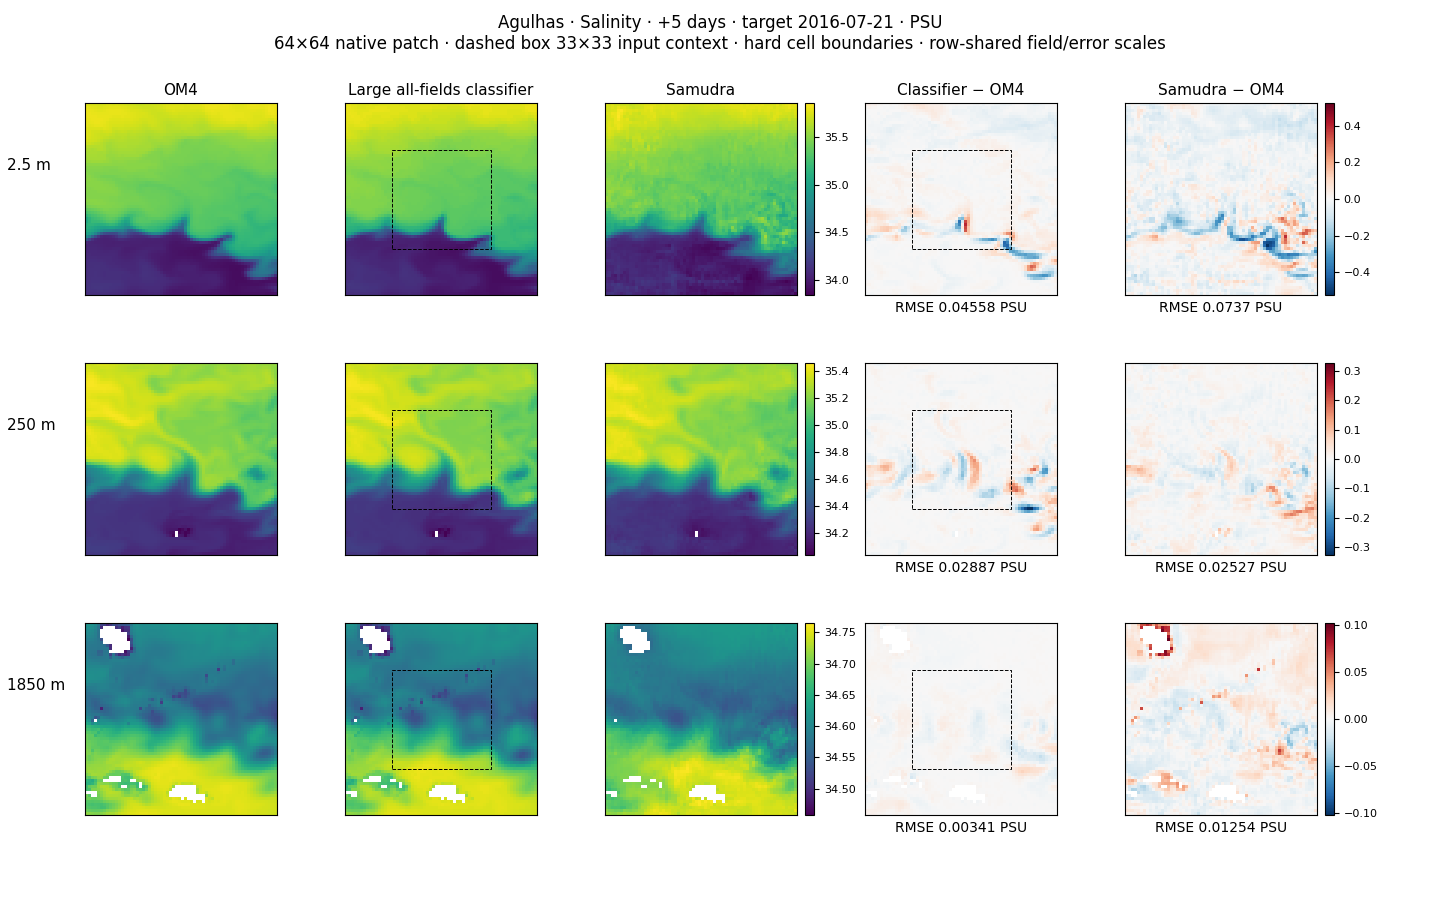 Agulhas · Salinity · +5 days · target 2016-07-21 · PSU
64×64 native patch · dashed box 33×33 input context · hard cell boundaries · row-shared field/error scales
OM4
Large all-fields classifier
Samudra
Classifier − OM4
Samudra − OM4
2.5 m
35.5
35.0
34.5
34.0
0.4
0.2
0.0
−0.2
−0.4
RMSE 0.04558 PSU
RMSE 0.0737 PSU
250 m
35.4
35.2
35.0
34.8
34.6
34.4
34.2
0.3
0.2
0.1
0.0
−0.1
−0.2
−0.3
RMSE 0.02887 PSU
RMSE 0.02527 PSU
1850 m
34.75
34.70
34.65
34.60
34.55
34.50
0.10
0.05
0.00
−0.05
−0.10
RMSE 0.00341 PSU
RMSE 0.01254 PSU